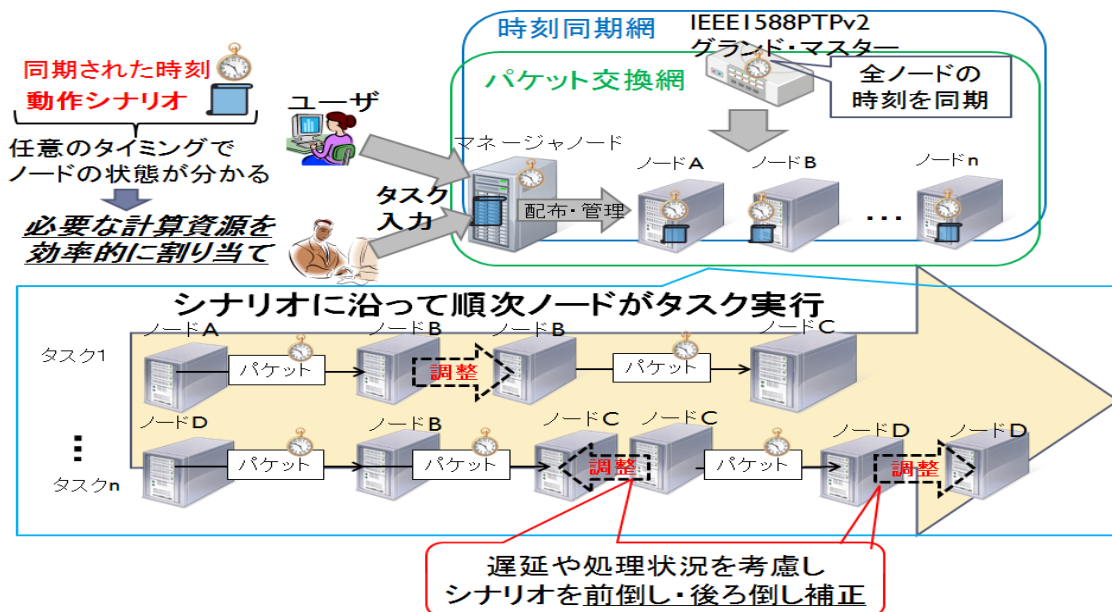 時刻同期網
IEEE1588PTPv2
グランド・マスター
同期された時刻
動作シナリオ
パケット交換網
全ノードの
時刻を同期
ユーザ
任意のタイミングで
ノードの状態が分かる
マネージャノード
ノードA
ノードB
ノードn
必要な計算資源を
効率的に割り当て
タスク
入力
配布・管理
…
シナリオに沿って順次ノードがタスク実行
タスク1
ノードA
パケット
ノードB
調整
ノードB
パケット
ノードC
⋮
タスクn
ノードD
パケット
ノードB
パケット
ノードC
調整
ノードC
パケット
ノードD
調整
ノードD
遅延や処理状況を考慮し
シナリオを前倒し・後ろ倒し補正